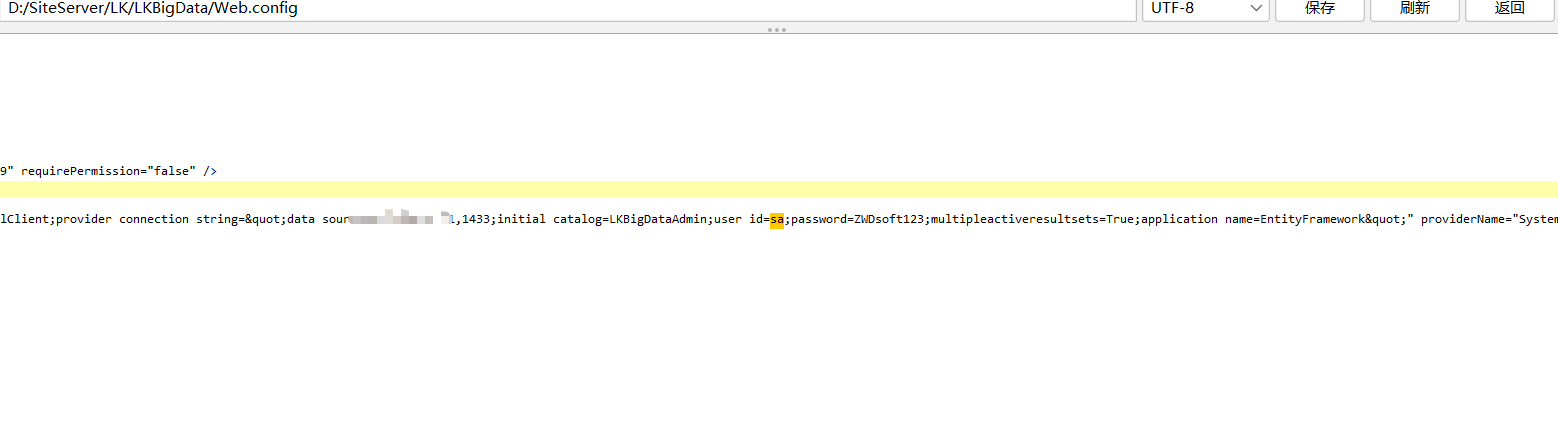 D:/SiteServer/LK/LKBigData/Web.config UTF-8 保存 刷新 返回
9" requirePermission="false" />
lClient;provider connection string=&quot;data sour l,1433;initial catalog=LKBigDataAdmin;user id=sa;password=ZWDsoft123;multipleactiveresultsets=True;application name=EntityFramework&quot;" providerName="System